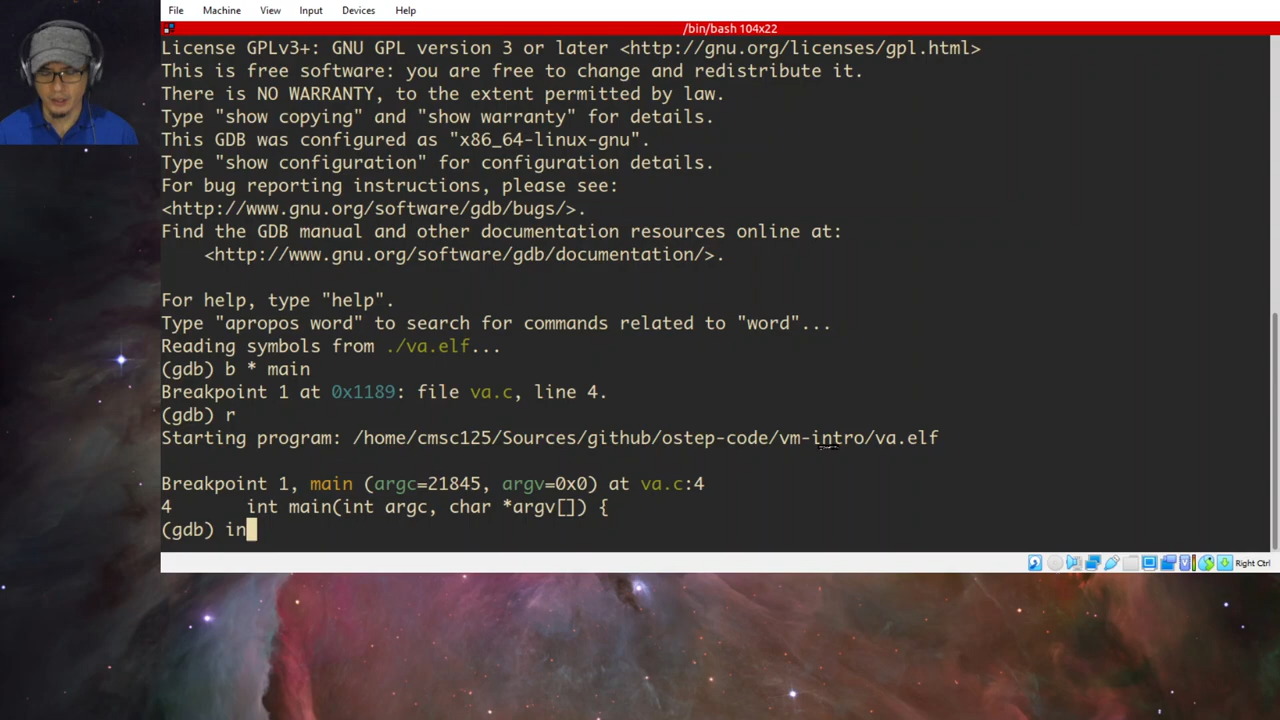 File Machine View Input Devices Help
/bin/bash 104x22
License GPLv3+: GNU GPL version 3 or later <http://gnu.org/licenses/gpl.html>
This is free software: you are free to change and redistribute it.
There is NO WARRANTY, to the extent permitted by law.
Type "show copying" and "show warranty" for details.
This GDB was configured as "x86_64-linux-gnu".
Type "show configuration" for configuration details.
For bug reporting instructions, please see:
<http://www.gnu.org/software/gdb/bugs/>.
Find the GDB manual and other documentation resources online at:
    <http://www.gnu.org/software/gdb/documentation/>.
For help, type "help".
Type "apropos word" to search for commands related to "word"...
Reading symbols from ./va.elf...
(gdb) b * main
Breakpoint 1 at 0x1189: file va.c, line 4.
(gdb) r
Starting program: /home/cmsc125/Sources/github/ostep-code/vm-intro/va.elf
Breakpoint 1, main (argc=21845, argv=0x0) at va.c:4
4       int main(int argc, char *argv[]) {
(gdb) in
Right Ctrl